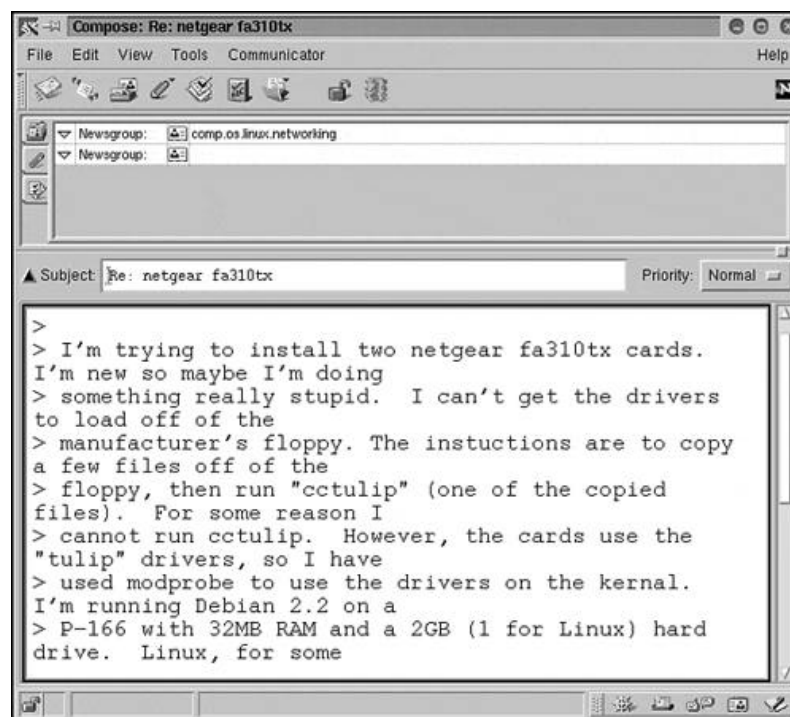 Compose: Re: netgear fa310tx
File Edit View Tools Communicator Help
Newsgroup: comp.os.linux.networking
Newsgroup:
Subject: Re: netgear fa310tx Priority: Normal
>
> I'm trying to install two netgear fa310tx cards.
I'm new so maybe I'm doing
> something really stupid.  I can't get the drivers
to load off of the
> manufacturer's floppy. The instuctions are to copy
a few files off of the
> floppy, then run "cctulip" (one of the copied
files).  For some reason I
> cannot run cctulip.  However, the cards use the
"tulip" drivers, so I have
> used modprobe to use the drivers on the kernal.
I'm running Debian 2.2 on a
> P-166 with 32MB RAM and a 2GB (1 for Linux) hard
drive.  Linux, for some